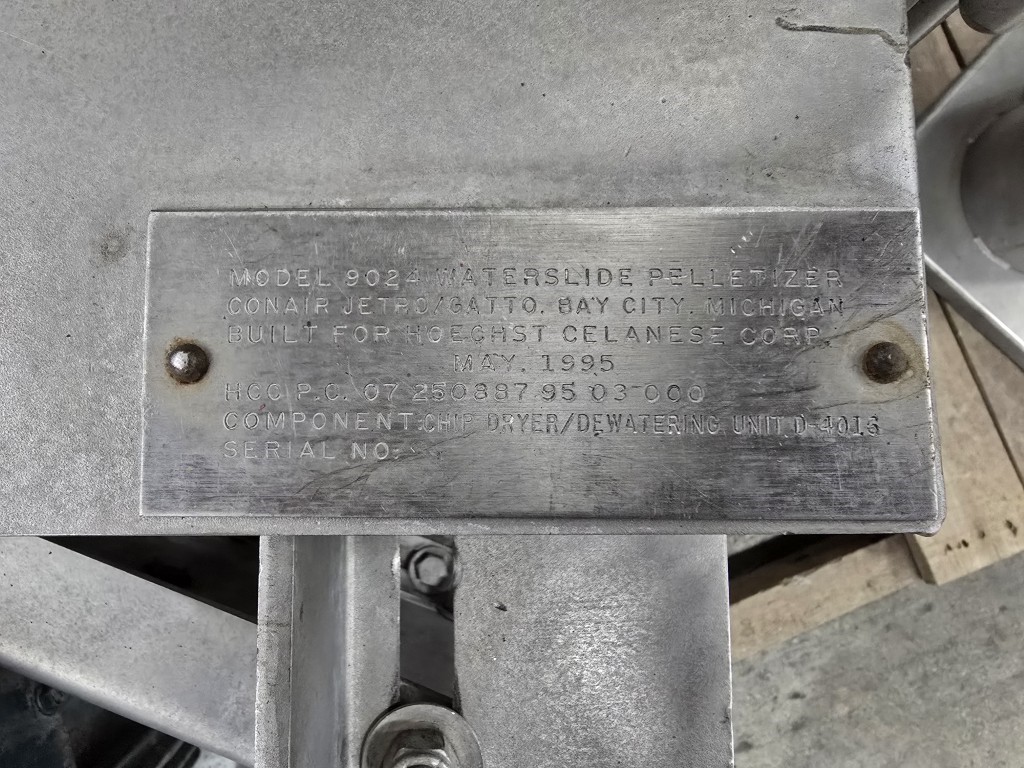 MODEL 9024 WATERSLIDE PELLETIZER
CONAIR JETRO/GATTO, BAY CITY, MICHIGAN
BUILT FOR HOECHST CELANESE CORP.
MAY, 1995
HCC P.C. 07 250887 95 03 000
COMPONENT:CHIP DRYER/DEWATERING UNIT D-4016
SERIAL NO: